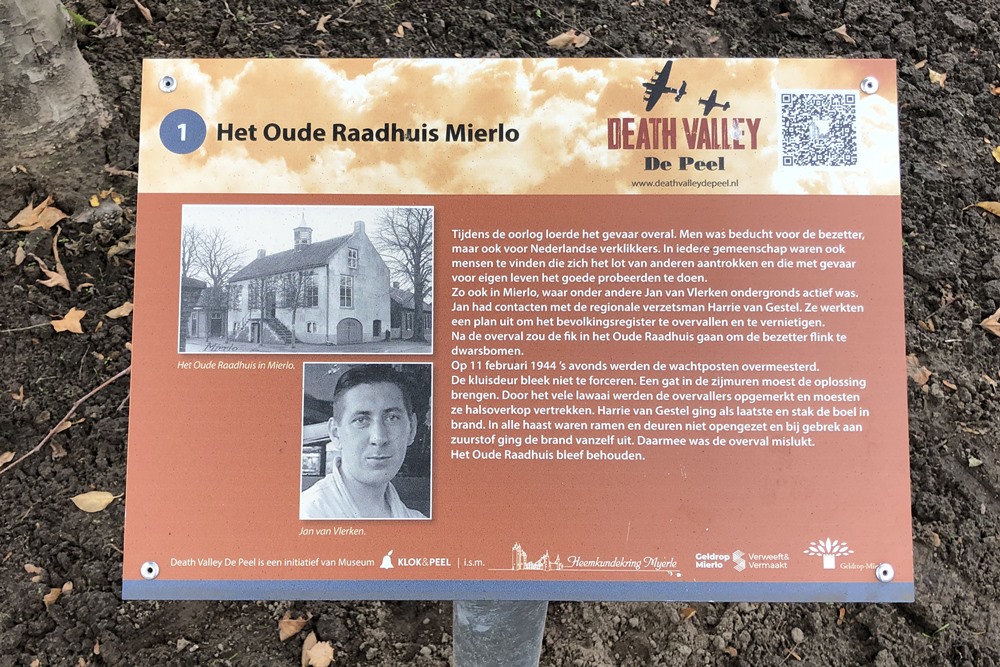 1 Het Oude Raadhuis Mierlo
DEATH VALLEY
De Peel
www.deathvalleydepeel.nl
Mierlo
Het Oude Raadhuis in Mierlo.
Jan van Vlerken.
Tijdens de oorlog loerde het gevaar overal. Men was beducht voor de bezetter,
maar ook voor Nederlandse verklikkers. In iedere gemeenschap waren ook
mensen te vinden die zich het lot van anderen aantrokken en die met gevaar
voor eigen leven het goede probeerden te doen.
Zo ook in Mierlo, waar onder andere Jan van Vlerken ondergronds actief was.
Jan had contacten met de regionale verzetsman Harrie van Gestel. Ze werkten
een plan uit om het bevolkingsregister te overvallen en te vernietigen.
Na de overval zou de fik in het Oude Raadhuis gaan om de bezetter flink te
dwarsbomen.
Op 11 februari 1944 ’s avonds werden de wachtposten overmeesterd.
De kluisdeur bleek niet te forceren. Een gat in de zijmuren moest de oplossing
brengen. Door het vele lawaai werden de overvallers opgemerkt en moesten
ze halsoverkop vertrekken. Harrie van Gestel ging als laatste en stak de boel in
brand. In alle haast waren ramen en deuren niet opengezet en bij gebrek aan
zuurstof ging de brand vanzelf uit. Daarmee was de overval mislukt.
Het Oude Raadhuis bleef behouden.
Death Valley De Peel is een initiatief van Museum KLOK&PEEL | i.s.m. Heemkundekring Myerle
Geldrop Verweeft&
Mierlo Vermaakt
Geldrop